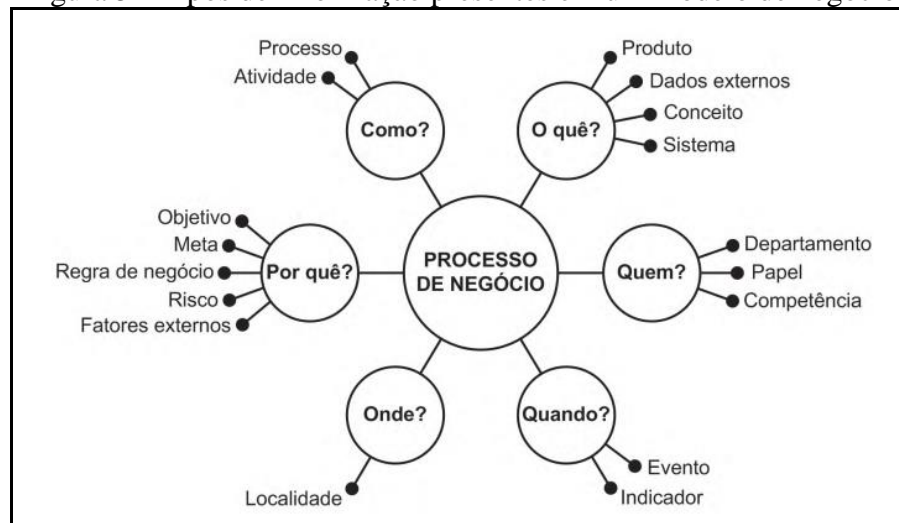 Processo
Atividade
Como?
Produto
Dados externos
Conceito
Sistema
O quê?
Objetivo
Meta
Regra de negócio
Risco
Fatores externos
Por quê?
PROCESSO
DE NEGÓCIO
Quem?
Departamento
Papel
Competência
Onde?
Localidade
Quando?
Evento
Indicador